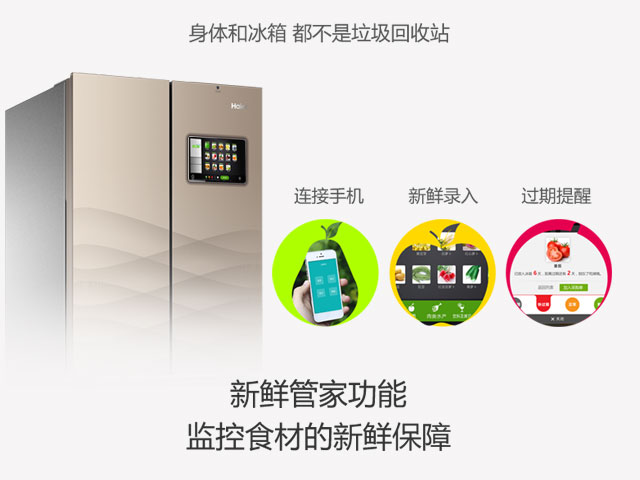 身体和冰箱 都不是垃圾回收站
Haier
连接手机
新鲜录入
过期提醒
新鲜管家功能
监控食材的新鲜保障